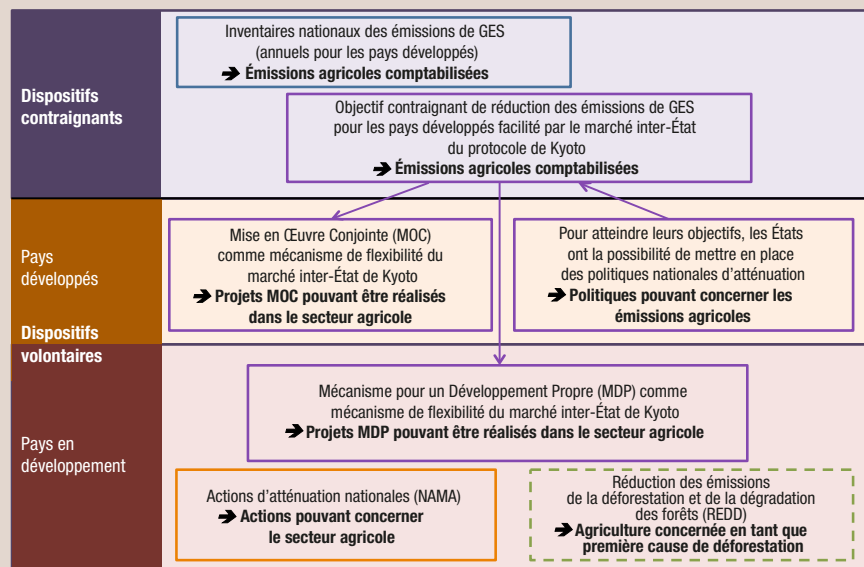 Dispositifs
contraignants
Inventaires nationaux des émissions de GES
(annuels pour les pays développés)
➔ Émissions agricoles comptabilisées
Objectif contraignant de réduction des émissions de GES
pour les pays développés facilité par le marché inter-État
du protocole de Kyoto
➔ Émissions agricoles comptabilisées
Pays
développés
Mise en Œuvre Conjointe (MOC)
comme mécanisme de flexibilité du
marché inter-État de Kyoto
➔ Projets MOC pouvant être réalisés
dans le secteur agricole
Pour atteindre leurs objectifs, les États
ont la possibilité de mettre en place
des politiques nationales d'atténuation
➔ Politiques pouvant concerner les
émissions agricoles
Dispositifs
volontaires
Pays en
développement
Mécanisme pour un Développement Propre (MDP) comme
mécanisme de flexibilité du marché inter-État de Kyoto
➔ Projets MDP pouvant être réalisés dans le secteur agricole
Actions d'atténuation nationales (NAMA)
➔ Actions pouvant concerner
le secteur agricole
Réduction des émissions
de la déforestation et de la dégradation
des forêts (REDD)
➔ Agriculture concernée en tant que
première cause de déforestation